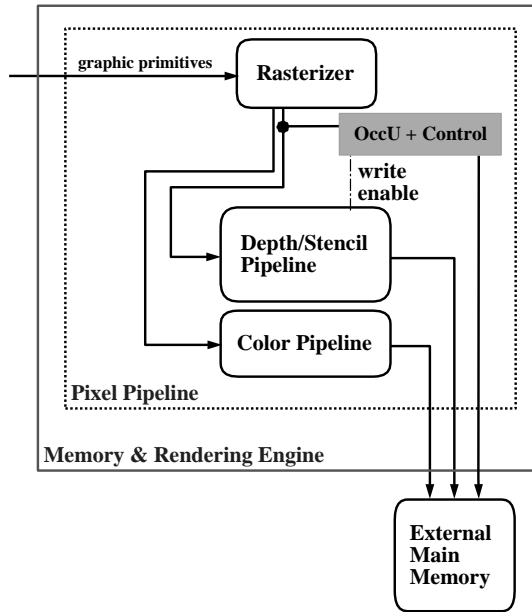 graphic primitives
Rasterizer
OccU + Control
write
enable
Depth/Stencil
Pipeline
Color Pipeline
Pixel Pipeline
Memory & Rendering Engine
External
Main
Memory